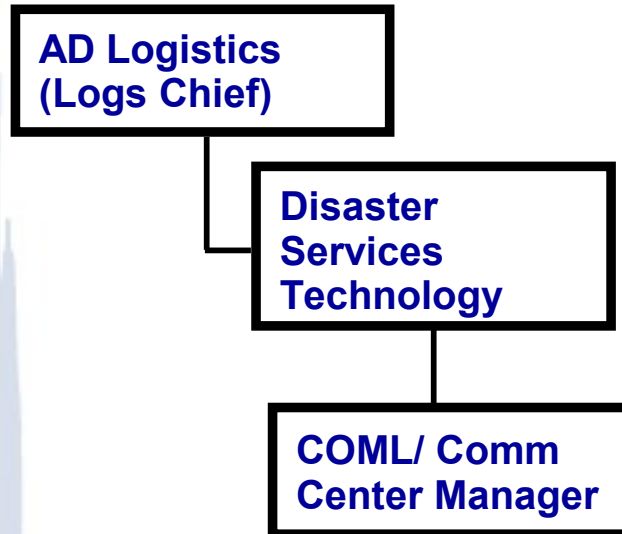 AD Logistics
(Logs Chief)
Disaster
Services
Technology
COML/ Comm
Center Manager